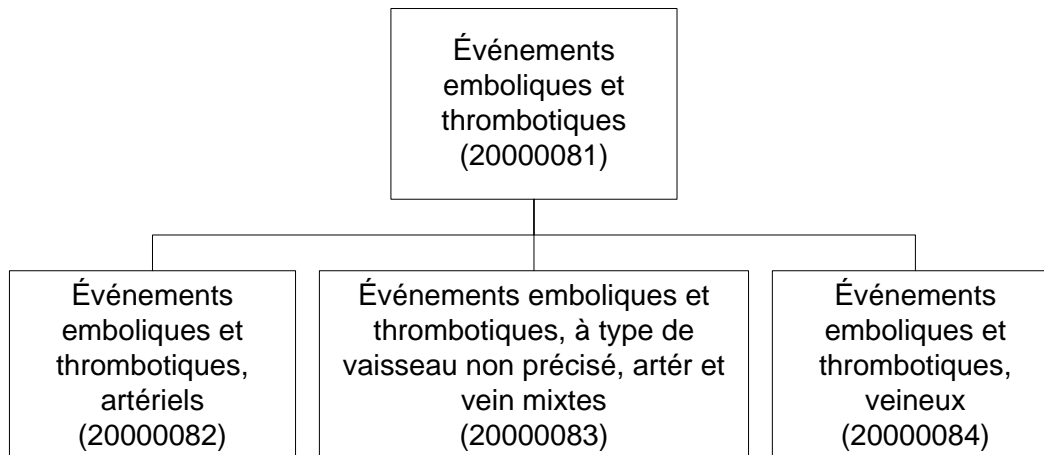 Événements
emboliques et
thrombotiques
(20000081)
Événements
emboliques et
thrombotiques,
artériels
(20000082)
Événements emboliques et
thrombotiques, à type de
vaisseau non précisé, artér et
vein mixtes
(20000083)
Événements
emboliques et
thrombotiques,
veineux
(20000084)